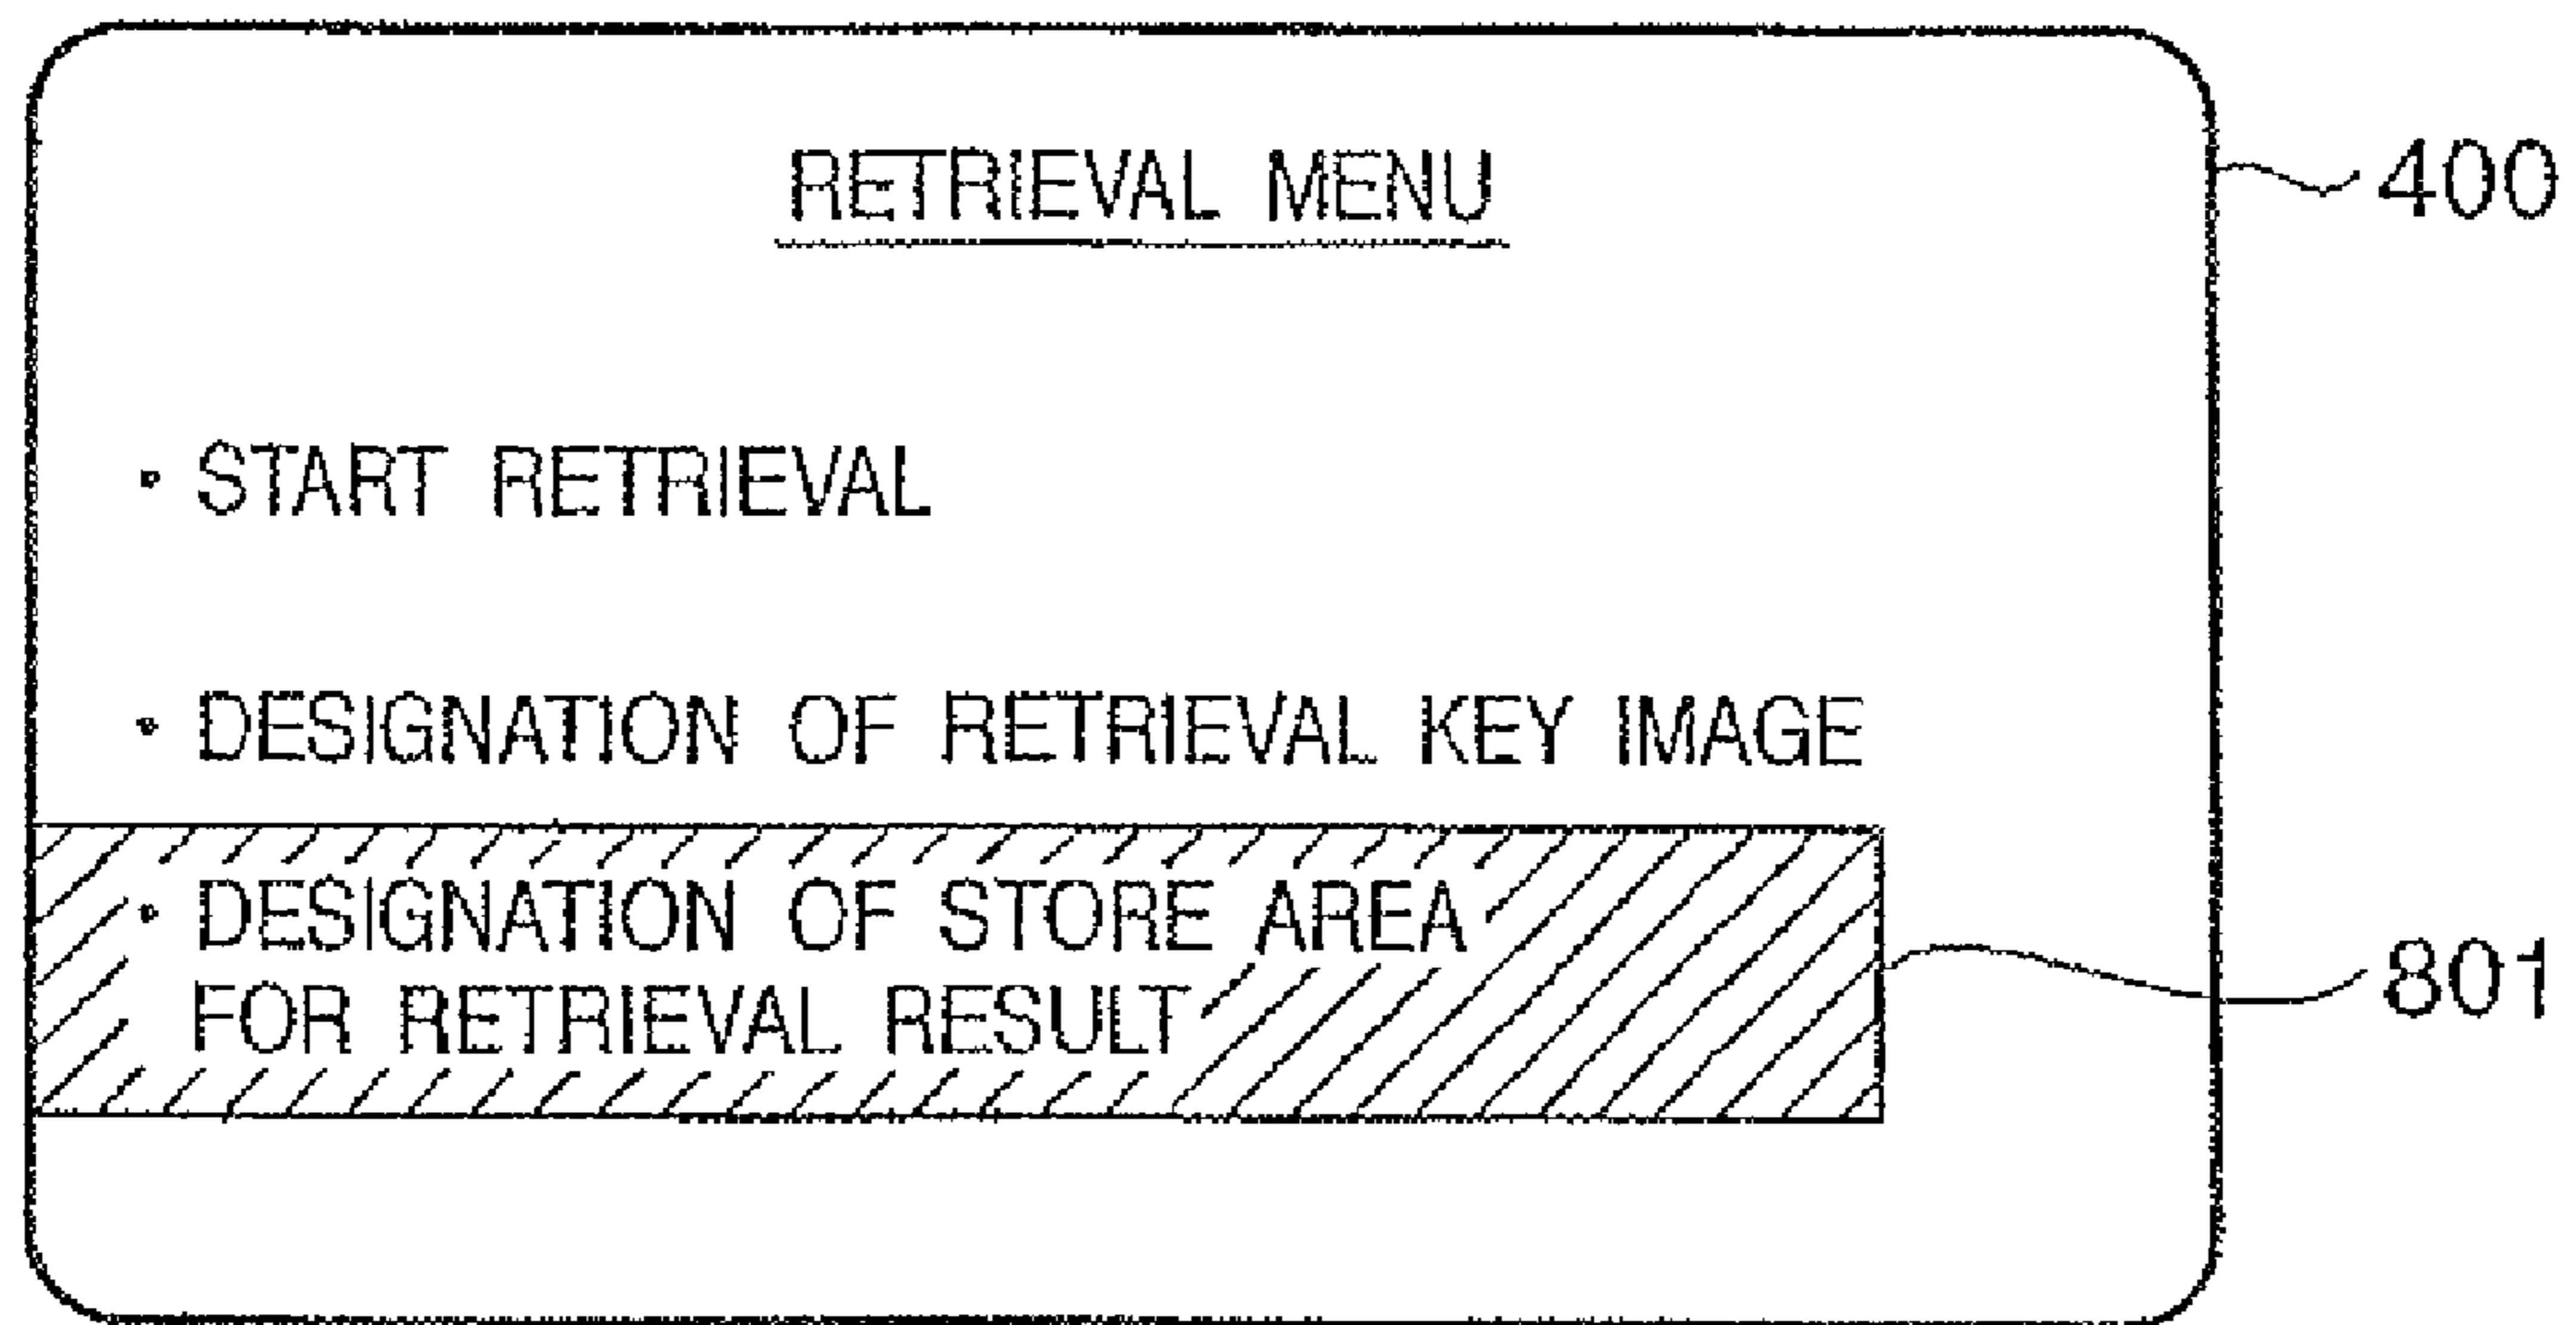 RETRIEVAL MENU
400
· START RETRIEVAL
· DESIGNATION OF RETRIEVAL KEY IMAGE
· DESIGNATION OF STORE AREA
FOR RETRIEVAL RESULT
801